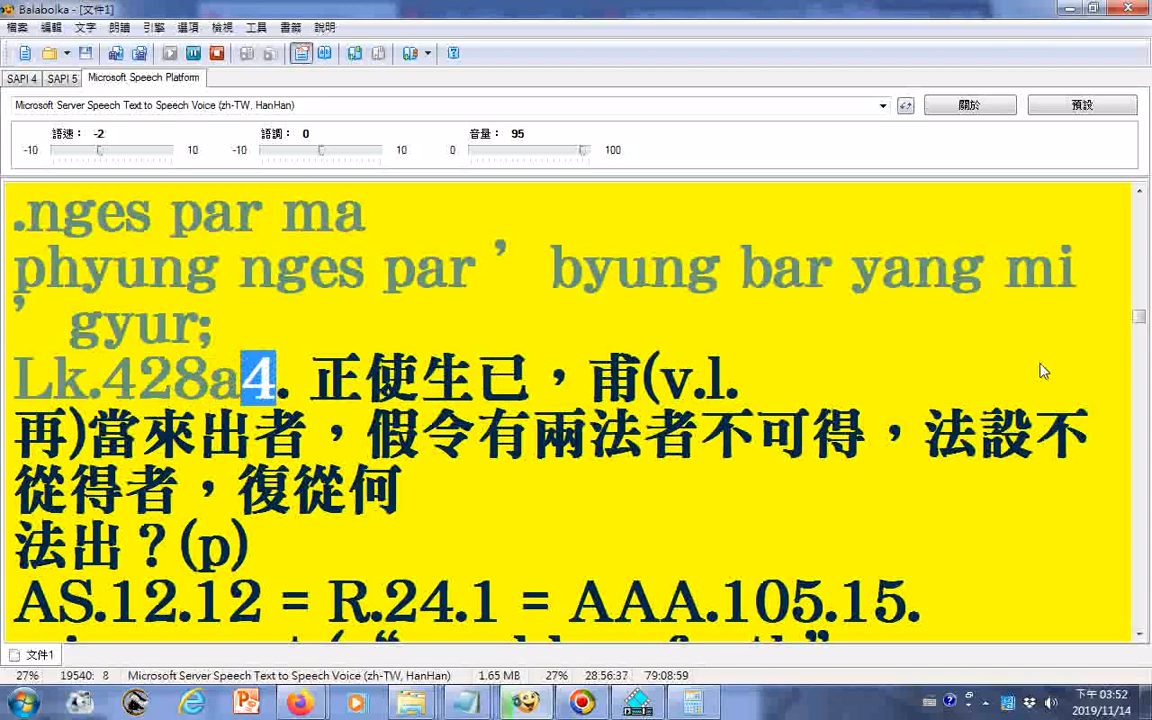 Balabolka - [文件1]
檔案 編輯 文字 朗讀 引擎 選項 檢視 工具 書籤 說明
SAPI 4 SAPI 5 Microsoft Speech Platform
Microsoft Server Speech Text to Speech Voice (zh-TW, HanHan) 關於 預設
語速： -2 語調： 0 音量： 95
-10 10 -10 10 0 100
.nges par ma
phyung nges par ’ byung bar yang mi
’ gyur;
Lk.428a4. 正使生已，甫(v.l.
再)當來出者，假令有兩法者不可得，法設不
從得者，復從何
法出？(p)
AS.12.12 = R.24.1 = AAA.105.15.
文件1
27% 19540: 8 Microsoft Server Speech Text to Speech Voice (zh-TW, HanHan) 1.65 MB 27% 28:56:37 79:08:59
下午 03:52
2019/11/14